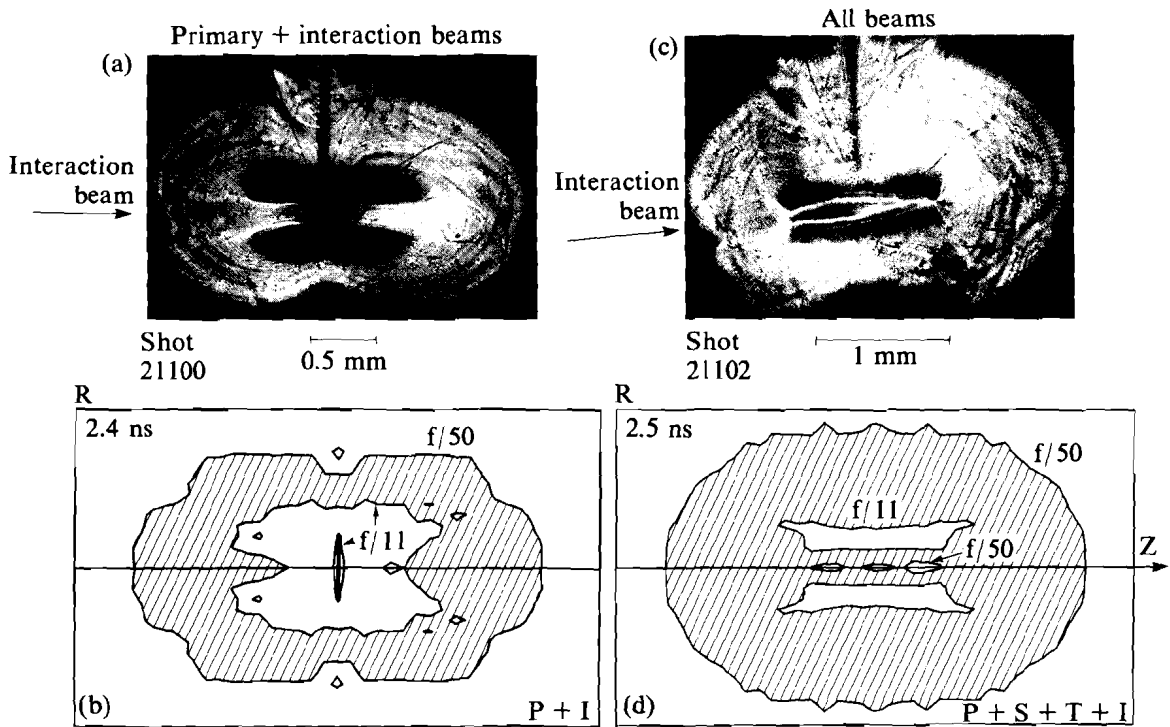 Primary + interaction beams
(a)
Interaction
beam
Shot
21100
0.5 mm
All beams
(c)
Interaction
beam
Shot
21102
1 mm
R
2.4 ns
f/50
f/11
(b)
P + I
R
2.5 ns
f/50
f/11
f/50
Z
(d)
P + S + T + I